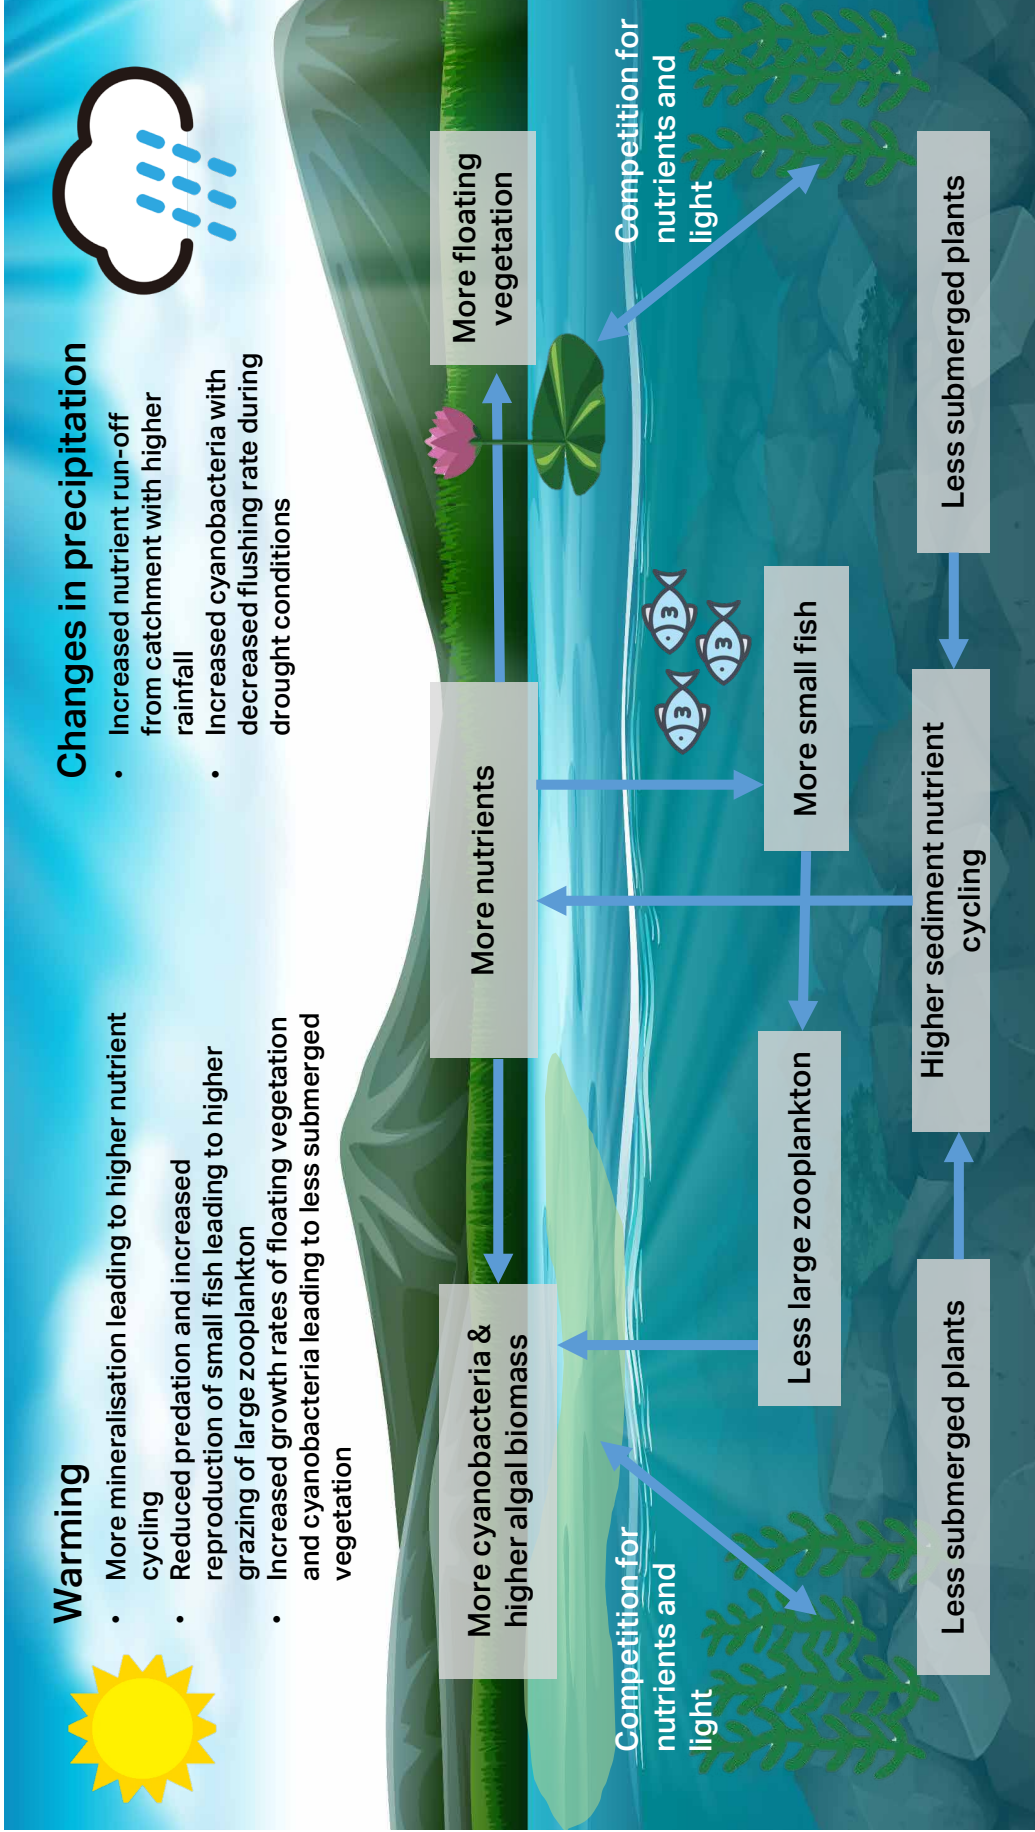 Warming
• More mineralisation leading to higher nutrient
cycling
• Reduced predation and increased
reproduction of small fish leading to higher
grazing of large zooplankton
• Increased growth rates of floating vegetation
and cyanobacteria leading to less submerged
vegetation
Changes in precipitation
• Increased nutrient run-off
from catchment with higher
rainfall
• Increased cyanobacteria with
decreased flushing rate during
drought conditions
More cyanobacteria &
higher algal biomass
More nutrients
More floating
vegetation
Competition for
nutrients and
light
Competition for
nutrients and
light
Less large zooplankton
More small fish
Less submerged plants
Higher sediment nutrient
cycling
Less submerged plants